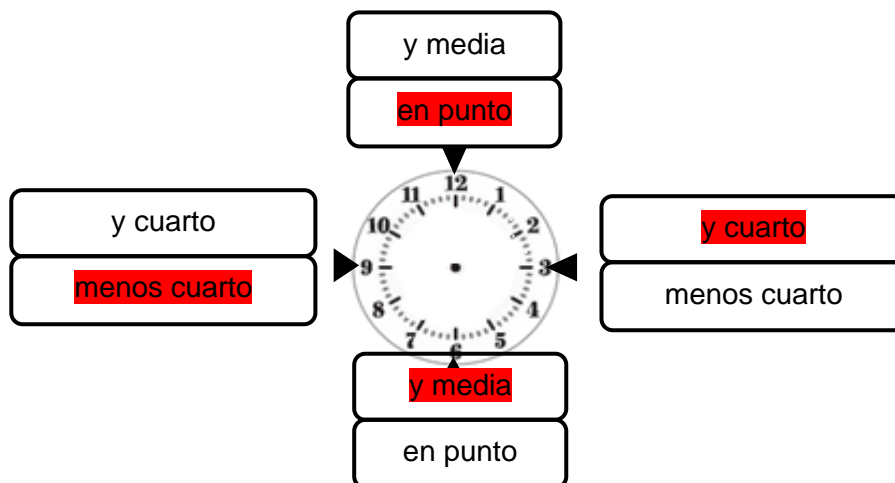 y media
en punto
y cuarto
menos cuarto
12
11
1
10
2
9
3
8
4
7
5
6
y cuarto
menos cuarto
y media
en punto